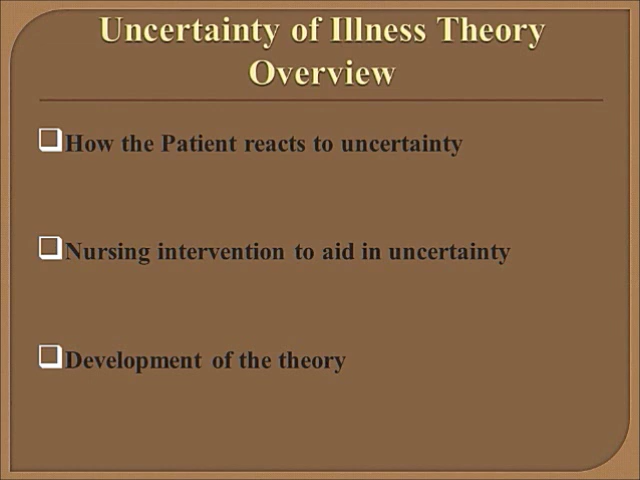 Uncertainty of Illness Theory
Overview
How the Patient reacts to uncertainty
Nursing intervention to aid in uncertainty
Development of the theory